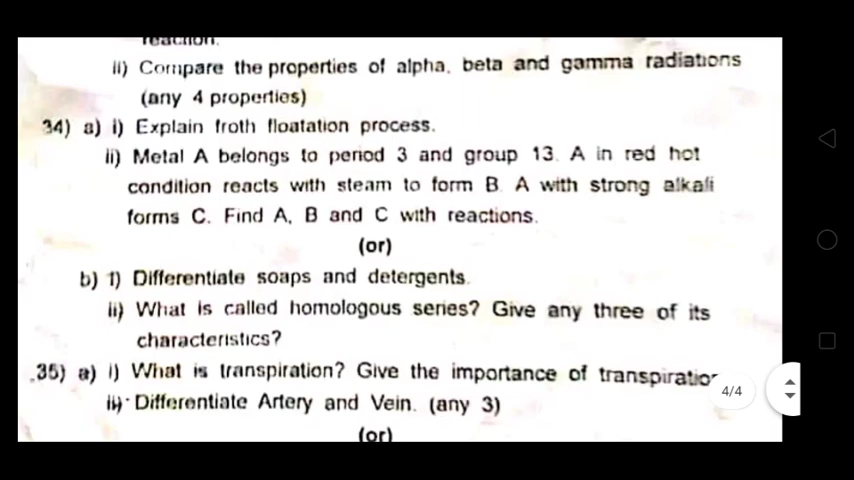 reaction.
ii) Compare the properties of alpha, beta and gamma radiations
(any 4 properties)
34) a) i) Explain froth floatation process.
ii) Metal A belongs to period 3 and group 13. A in red hot
condition reacts with steam to form B. A with strong alkali
forms C. Find A, B and C with reactions.
(or)
b) 1) Differentiate soaps and detergents.
ii) What is called homologous series? Give any three of its
characteristics?
35) a) i) What is transpiration? Give the importance of
ii) Differentiate Artery and Vein. (any 3)
(or)
4/4